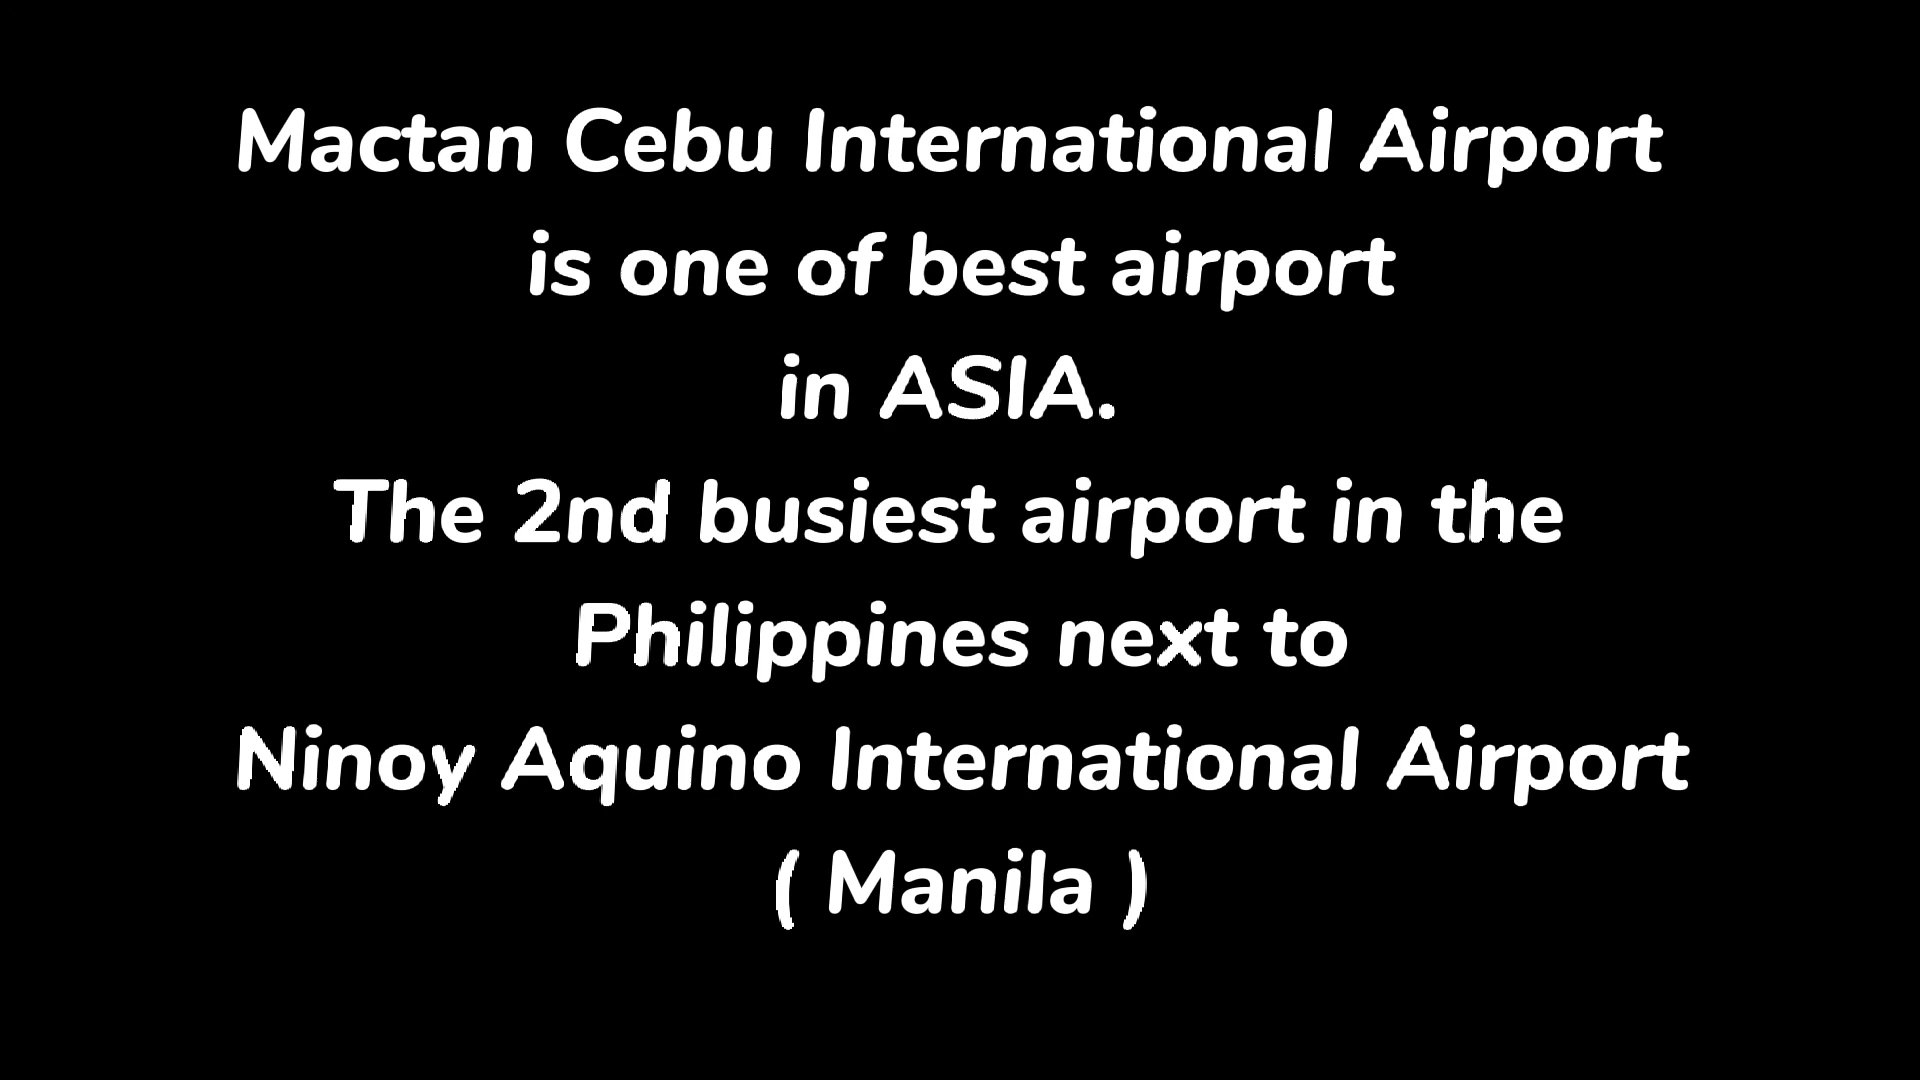 Mactan Cebu International Airport
is one of best airport
in ASIA.
The 2nd busiest airport in the
Philippines next to
Ninoy Aquino International Airport
( Manila )